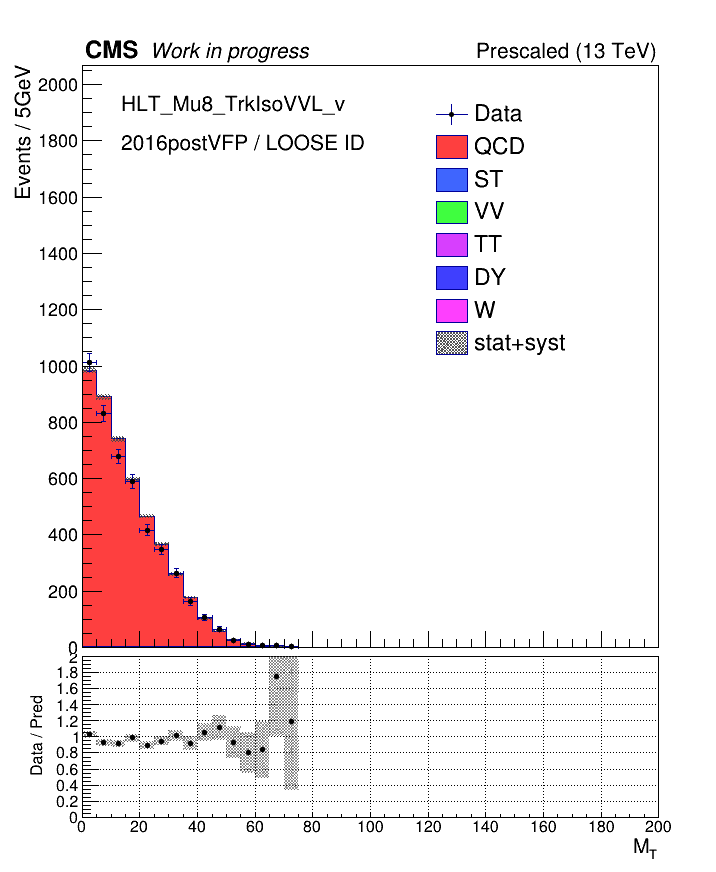 CMS Work in progress Prescaled (13 TeV)
Events / 5GeV
2000
1800
1600
1400
1200
1000
800
600
400
200
0
HLT_Mu8_TrkIsoVVL_v
2016postVFP / LOOSE ID
Data
QCD
ST
VV
TT
DY
W
stat+syst
Data / Pred
2
1.8
1.6
1.4
1.2
1
0.8
0.6
0.4
0.2
0
0 20 40 60 80 100 120 140 160 180 200
M_T